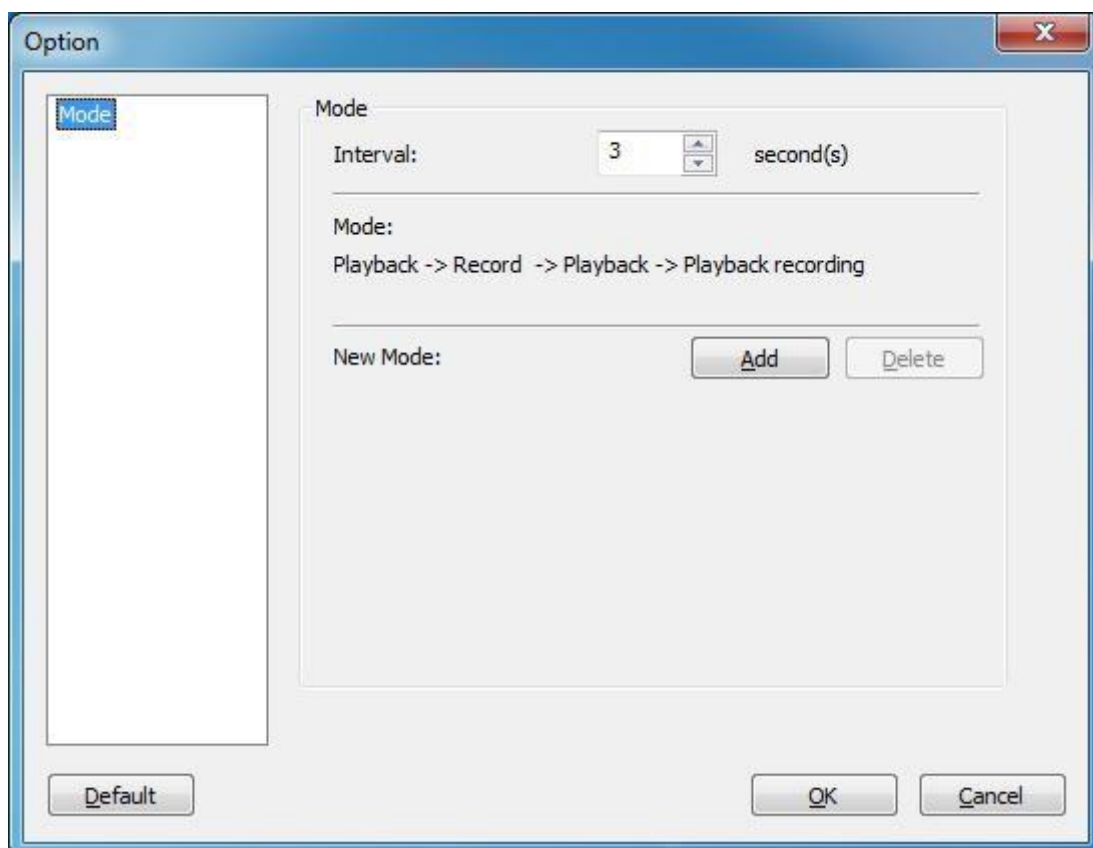 Option
Mode
Mode
Interval: 3 second(s)
Mode:
Playback -> Record -> Playback -> Playback recording
New Mode: Add Delete
Default OK Cancel